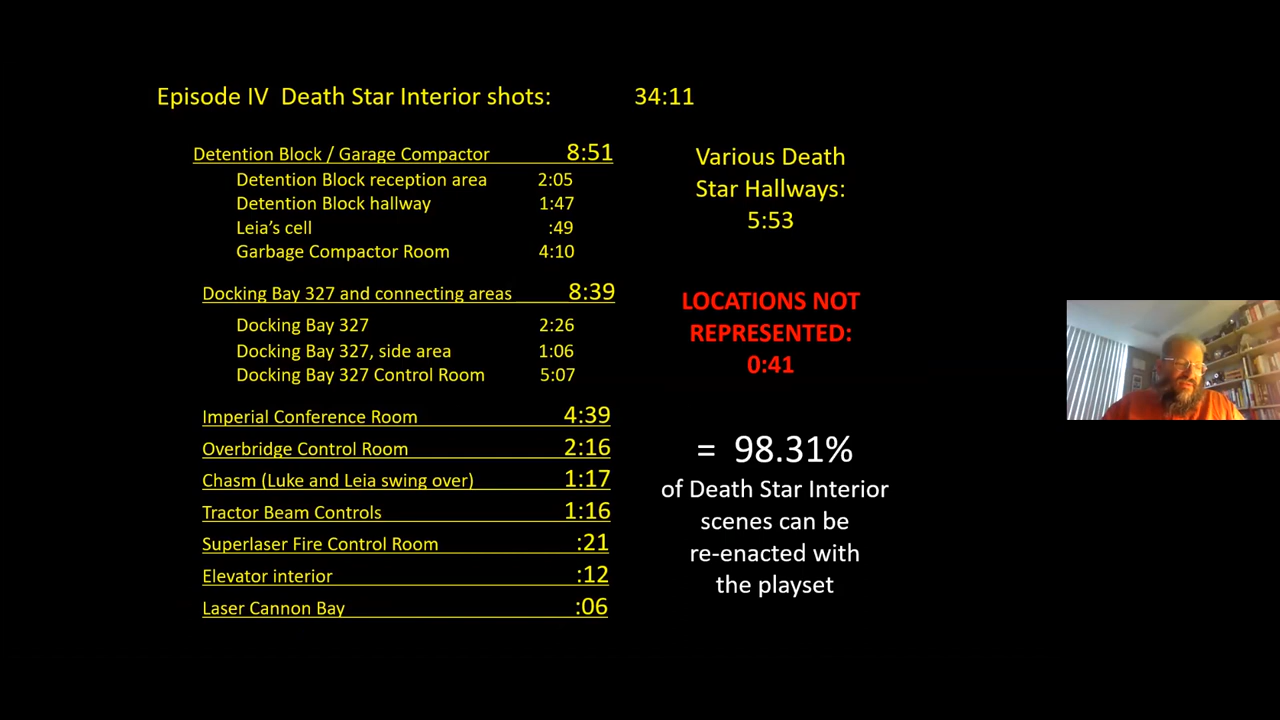 Episode IV  Death Star Interior shots: 34:11
Detention Block / Garage Compactor 8:51
Detention Block reception area 2:05
Detention Block hallway 1:47
Leia's cell :49
Garbage Compactor Room 4:10
Docking Bay 327 and connecting areas 8:39
Docking Bay 327 2:26
Docking Bay 327, side area 1:06
Docking Bay 327 Control Room 5:07
Imperial Conference Room 4:39
Overbridge Control Room 2:16
Chasm (Luke and Leia swing over) 1:17
Tractor Beam Controls 1:16
Superlaser Fire Control Room :21
Elevator interior :12
Laser Cannon Bay :06
Various Death
Star Hallways:
5:53
LOCATIONS NOT
REPRESENTED:
0:41
= 98.31%
of Death Star Interior
scenes can be
re-enacted with
the playset